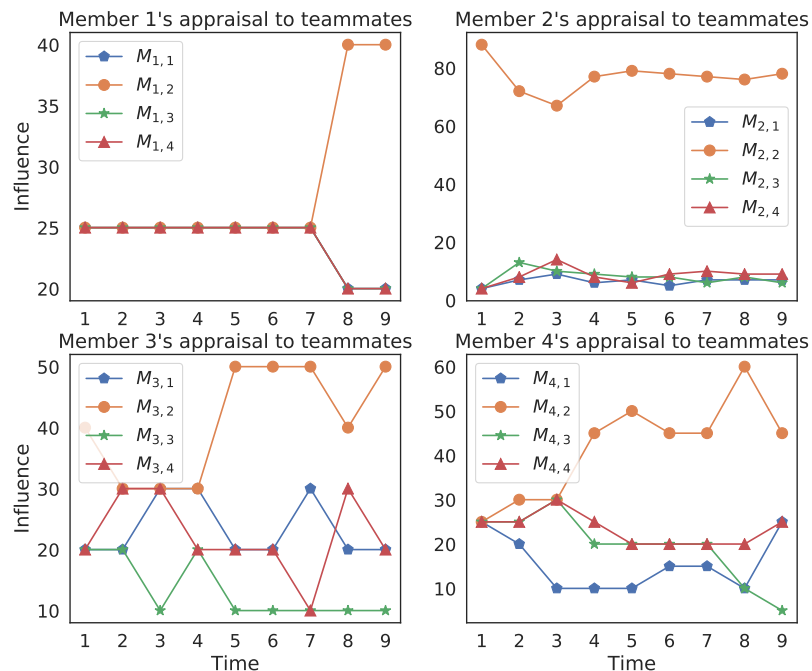 Member 1's appraisal to teammates
Influence
40
35
30
25
20
M1,1
M1,2
M1,3
M1,4
1 2 3 4 5 6 7 8 9
Member 2's appraisal to teammates
80
60
40
20
0
M2,1
M2,2
M2,3
M2,4
1 2 3 4 5 6 7 8 9
Member 3's appraisal to teammates
Influence
50
40
30
20
10
M3,1
M3,2
M3,3
M3,4
1 2 3 4 5 6 7 8 9
Time
Member 4's appraisal to teammates
60
50
40
30
20
10
M4,1
M4,2
M4,3
M4,4
1 2 3 4 5 6 7 8 9
Time